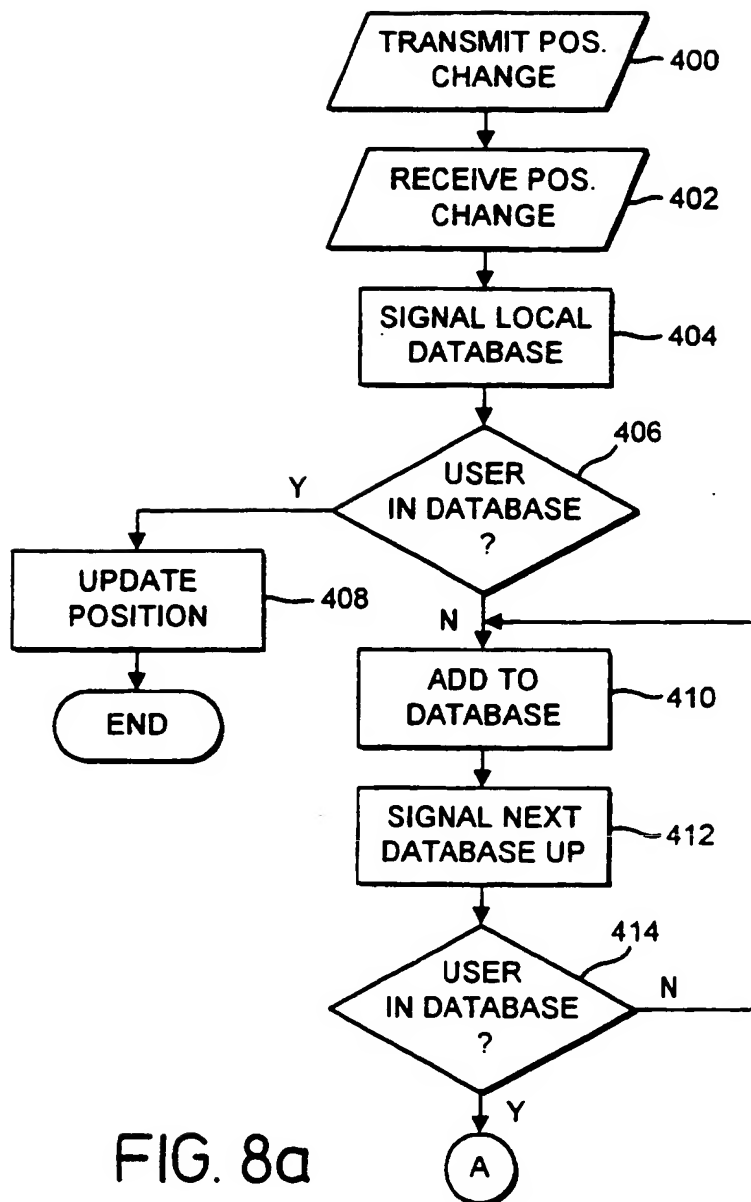 TRANSMIT POS.
CHANGE
400
RECEIVE POS.
CHANGE
402
SIGNAL LOCAL
DATABASE
404
406
USER
IN DATABASE
?
Y
UPDATE
POSITION
408
END
N
ADD TO
DATABASE
410
SIGNAL NEXT
DATABASE UP
412
414
USER
IN DATABASE
?
N
Y
A
FIG. 8a